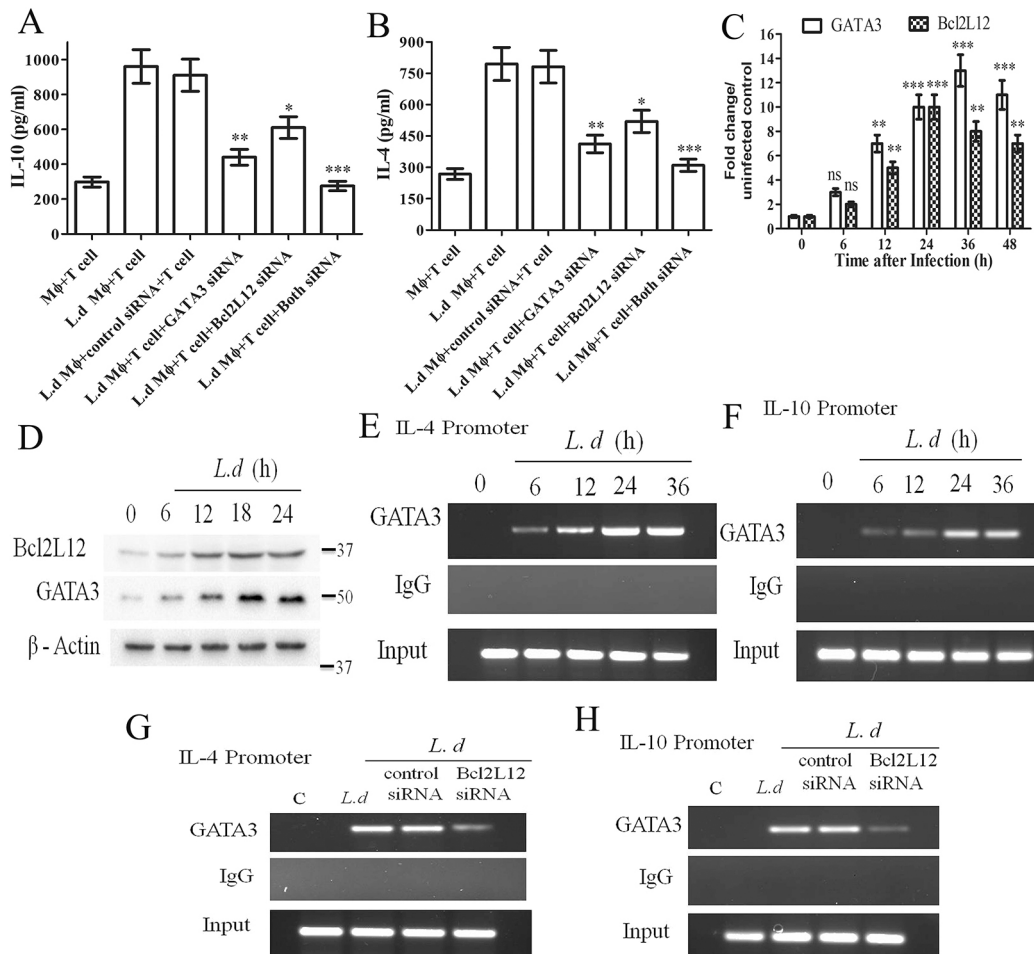 A
IL-10 (pg/ml)
1200
1000
800
600
400
200
**
*
***
Mϕ+T cell
L.d Mϕ+T cell
L.d Mϕ+control siRNA+T cell
L.d Mϕ+T cell+GATA3 siRNA
L.d Mϕ+T cell+Bcl2L12 siRNA
L.d Mϕ+T cell+Both siRNA
B
IL-4 (pg/ml)
900
750
600
450
300
150
0
**
*
***
Mϕ+T cell
L.d Mϕ+T cell
L.d Mϕ+control siRNA+T cell
L.d Mϕ+T cell+GATA3 siRNA
L.d Mϕ+T cell+Bcl2L12 siRNA
L.d Mϕ+T cell+Both siRNA
C
GATA3 Bcl2L12
Fold change/
uninfected control
16
14
12
10
8
6
4
2
0
ns ns ** ** *** *** *** ** *** **
0 6 12 24 36 48
Time after Infection (h)
D
L.d (h)
0 6 12 18 24
Bcl2L12 37
GATA3 50
β - Actin
37
E IL-4 Promoter
L. d (h)
0 6 12 24 36
GATA3
IgG
Input
F IL-10 Promoter
L. d (h)
0 6 12 24 36
GATA3
IgG
Input
G
IL-4 Promoter
L. d
control Bcl2L12
C L.d siRNA siRNA
GATA3
IgG
Input
H
IL-10 Promoter
L. d
control Bcl2L12
C L.d siRNA siRNA
GATA3
IgG
Input